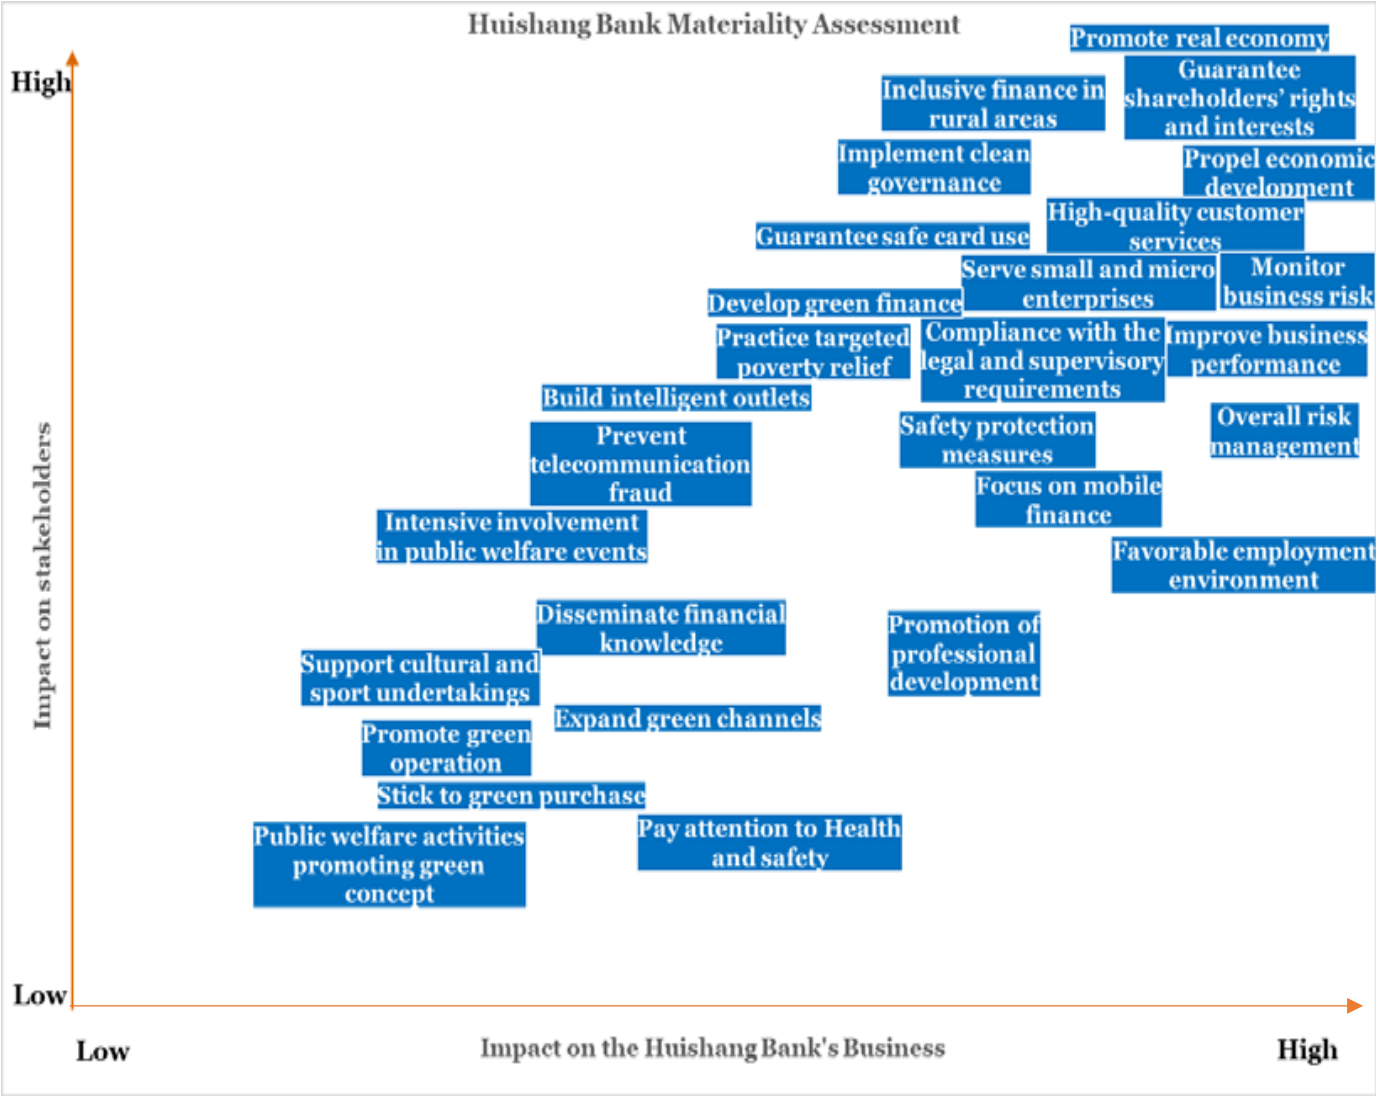 Huishang Bank Materiality Assessment
Promote real economy
High
Guarantee
shareholders' rights
and interests
Inclusive finance in
rural areas
Implement clean
governance
Propel economic
development
High-quality customer
services
Guarantee safe card use
Serve small and micro
enterprises
Monitor
business risk
Develop green finance
Practice targeted
poverty relief
Compliance with the
legal and supervisory
requirements
Improve business
performance
Build intelligent outlets
Overall risk
management
Safety protection
measures
Prevent
telecommunication
fraud
Focus on mobile
finance
Intensive involvement
in public welfare events
Favorable employment
environment
Impact on stakeholders
Disseminate financial
knowledge
Promotion of
professional
development
Support cultural and
sport undertakings
Expand green channels
Promote green
operation
Stick to green purchase
Pay attention to Health
and safety
Public welfare activities
promoting green
concept
Low
Low
Impact on the Huishang Bank's Business
High